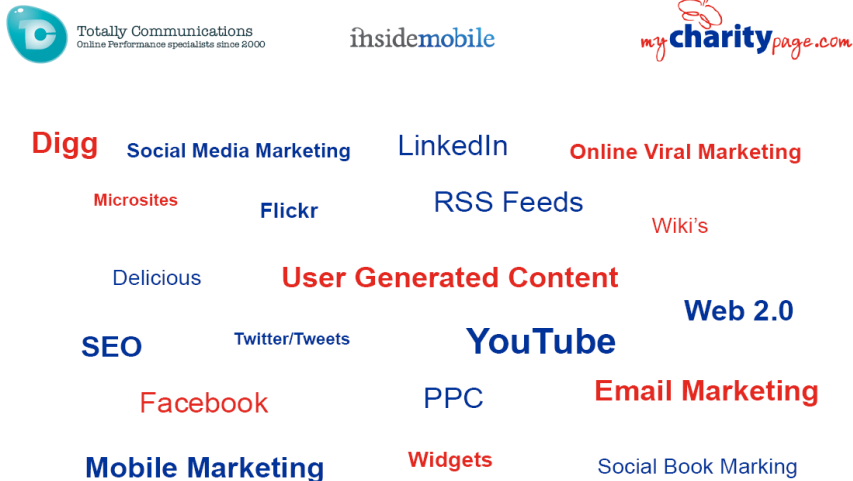 Totally Communications
Online Performance specialists since 2000
insidemobile
mycharitypage.com
Digg
Social Media Marketing
LinkedIn
Online Viral Marketing
Microsites
Flickr
RSS Feeds
Wiki's
Delicious
User Generated Content
Web 2.0
SEO
Twitter/Tweets
YouTube
Facebook
PPC
Email Marketing
Mobile Marketing
Widgets
Social Book Marking